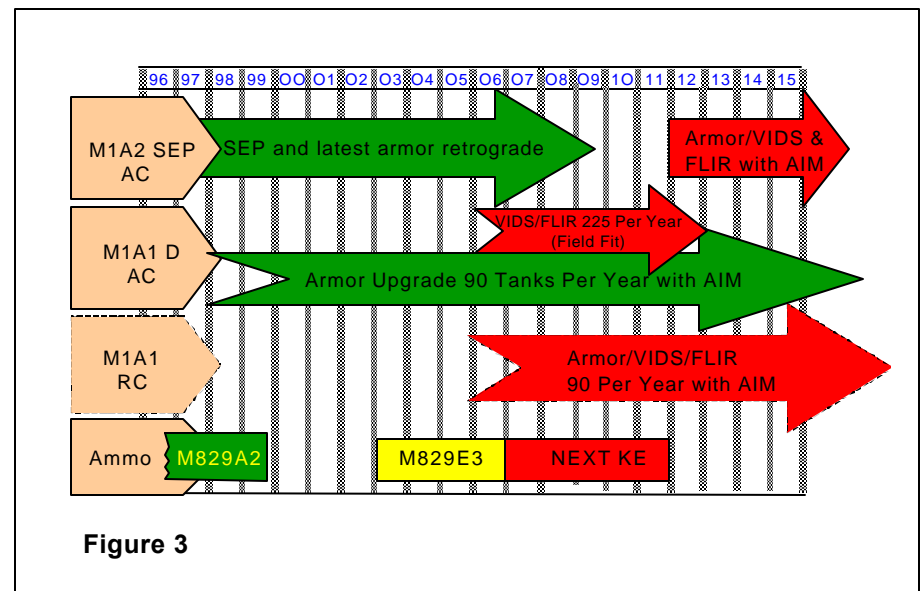 96 97 98 99 OO O1 O2 O3 O4 O5 O6 O7 O8 O9 1O 11 12 13 14 15
M1A2 SEP
AC
SEP and latest armor retrograde
Armor/VIDS &
FLIR with AIM
VIDS/FLIR 225 Per Year
(Field Fit)
M1A1 D
AC
Armor Upgrade 90 Tanks Per Year with AIM
M1A1
RC
Armor/VIDS/FLIR
90 Per Year with AIM
Ammo
M829A2
M829E3
NEXT KE
Figure 3